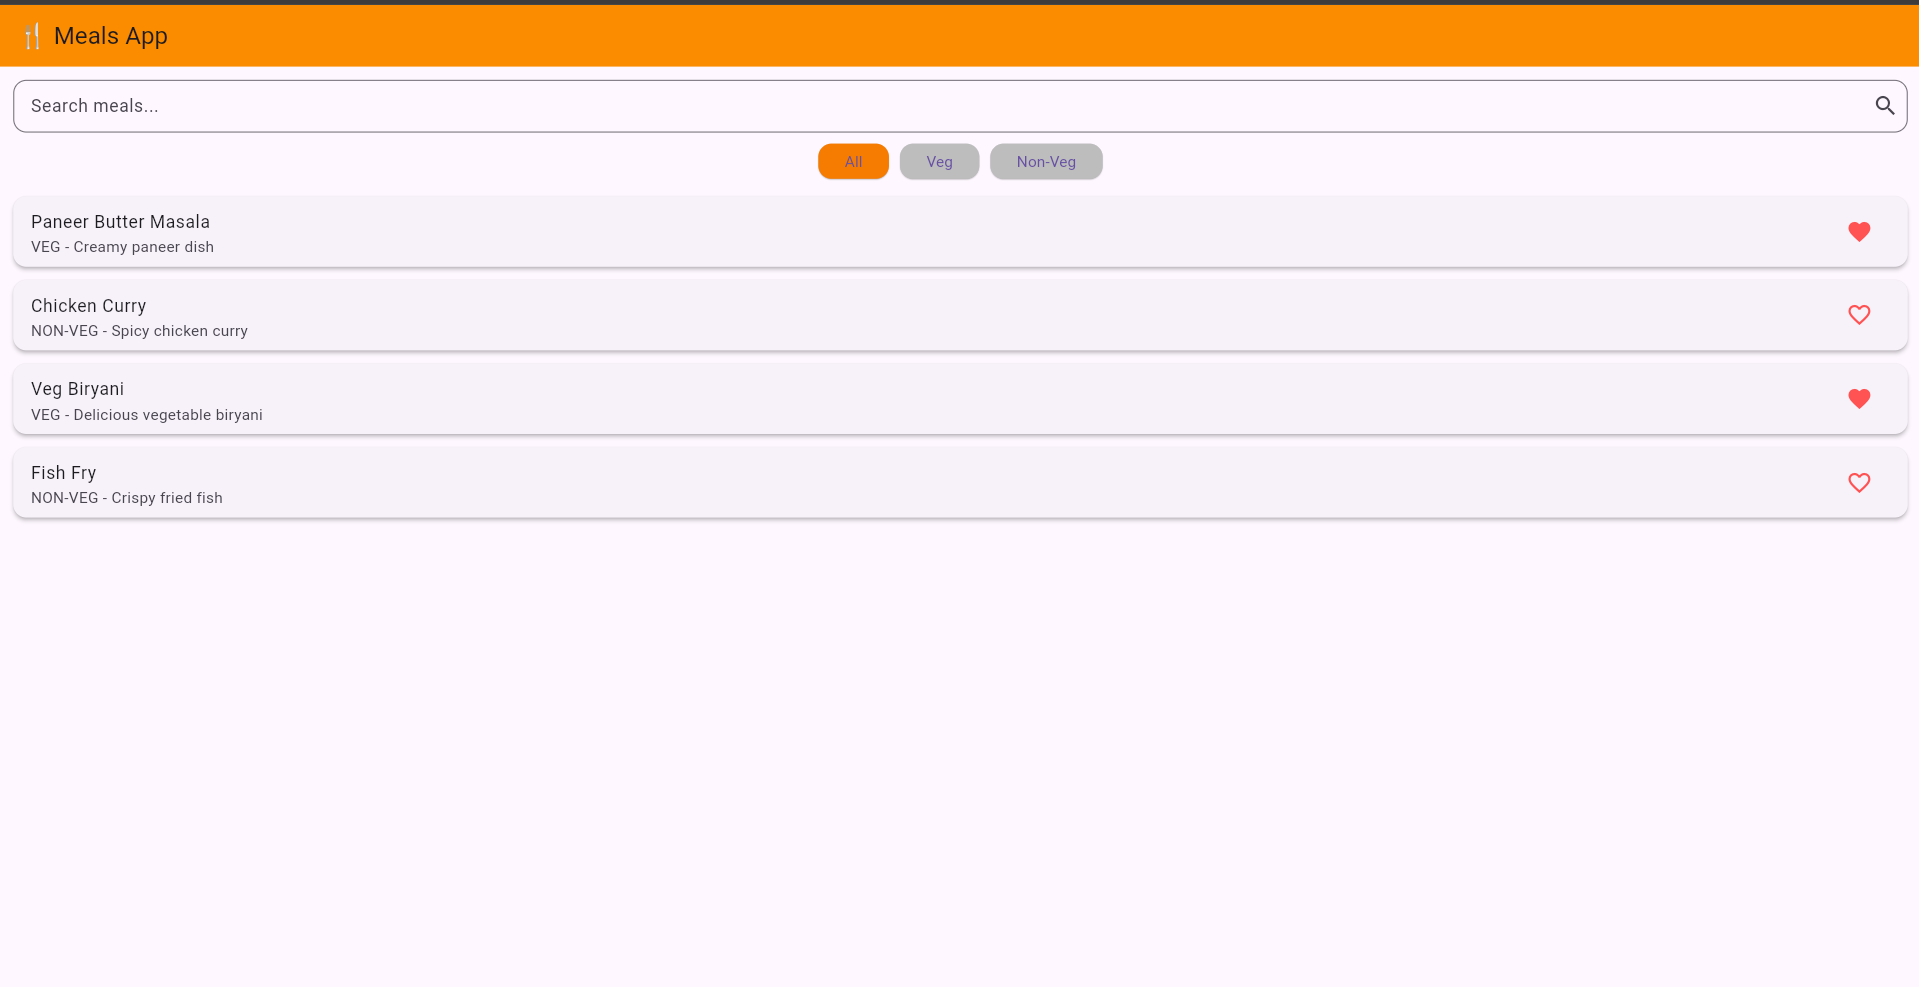 Meals App
Search meals...
All Veg Non-Veg
Paneer Butter Masala
VEG - Creamy paneer dish
Chicken Curry
NON-VEG - Spicy chicken curry
Veg Biryani
VEG - Delicious vegetable biryani
Fish Fry
NON-VEG - Crispy fried fish